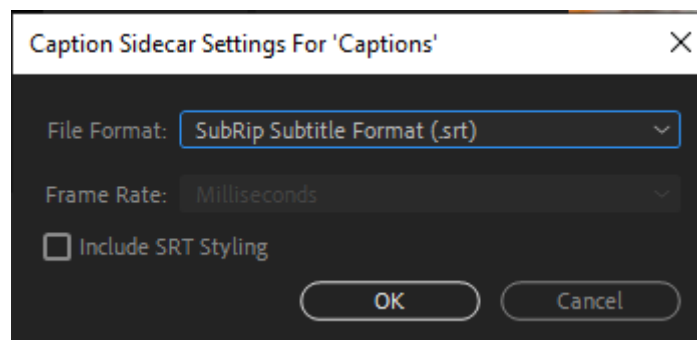 Caption Sidecar Settings For 'Captions'
File Format: SubRip Subtitle Format (.srt)
Frame Rate: Milliseconds
Include SRT Styling
OK Cancel